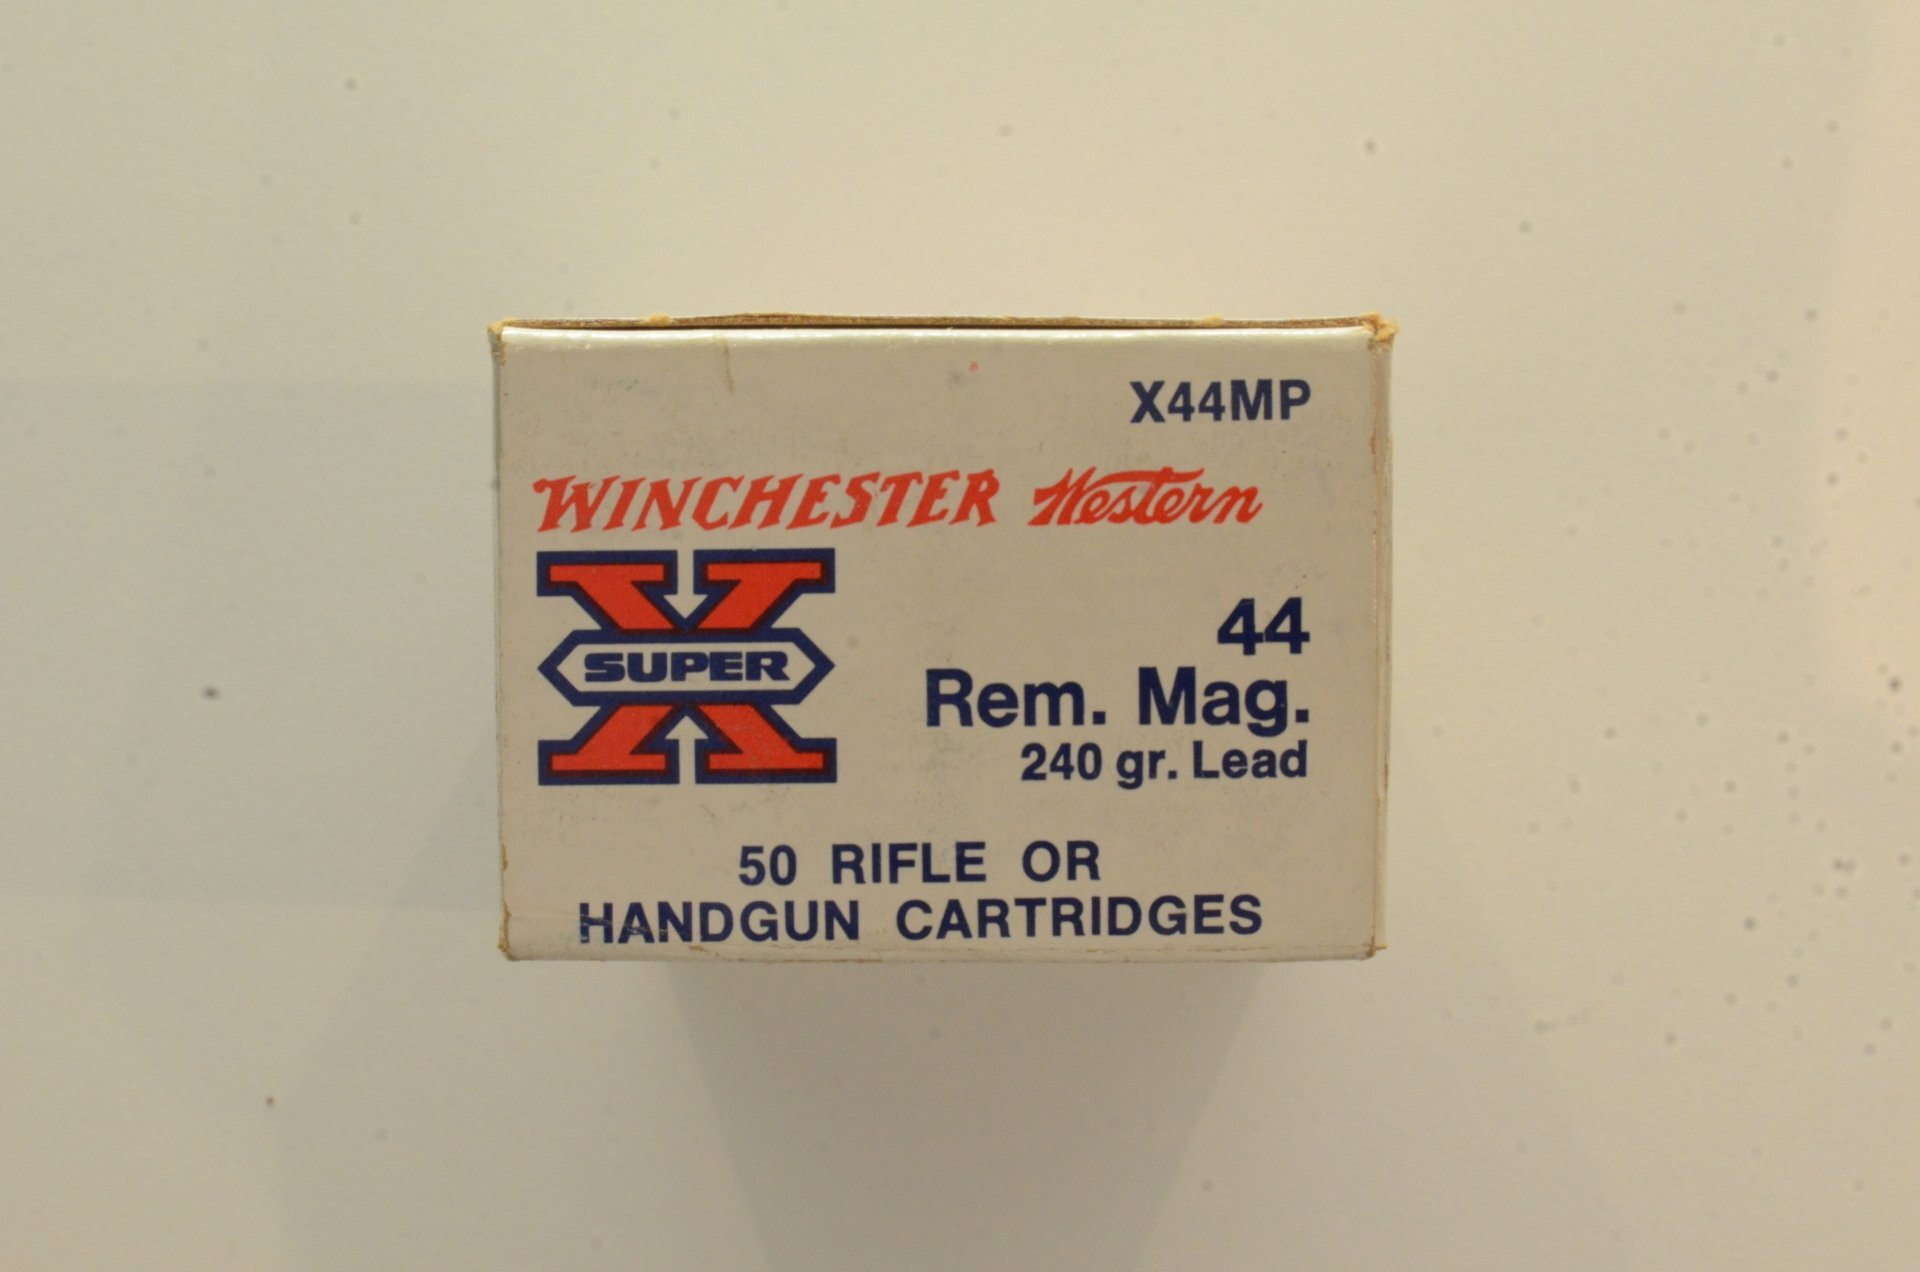 X44MP
WINCHESTER Western
SUPER X
44
Rem. Mag.
240 gr. Lead
50 RIFLE OR
HANDGUN CARTRIDGES